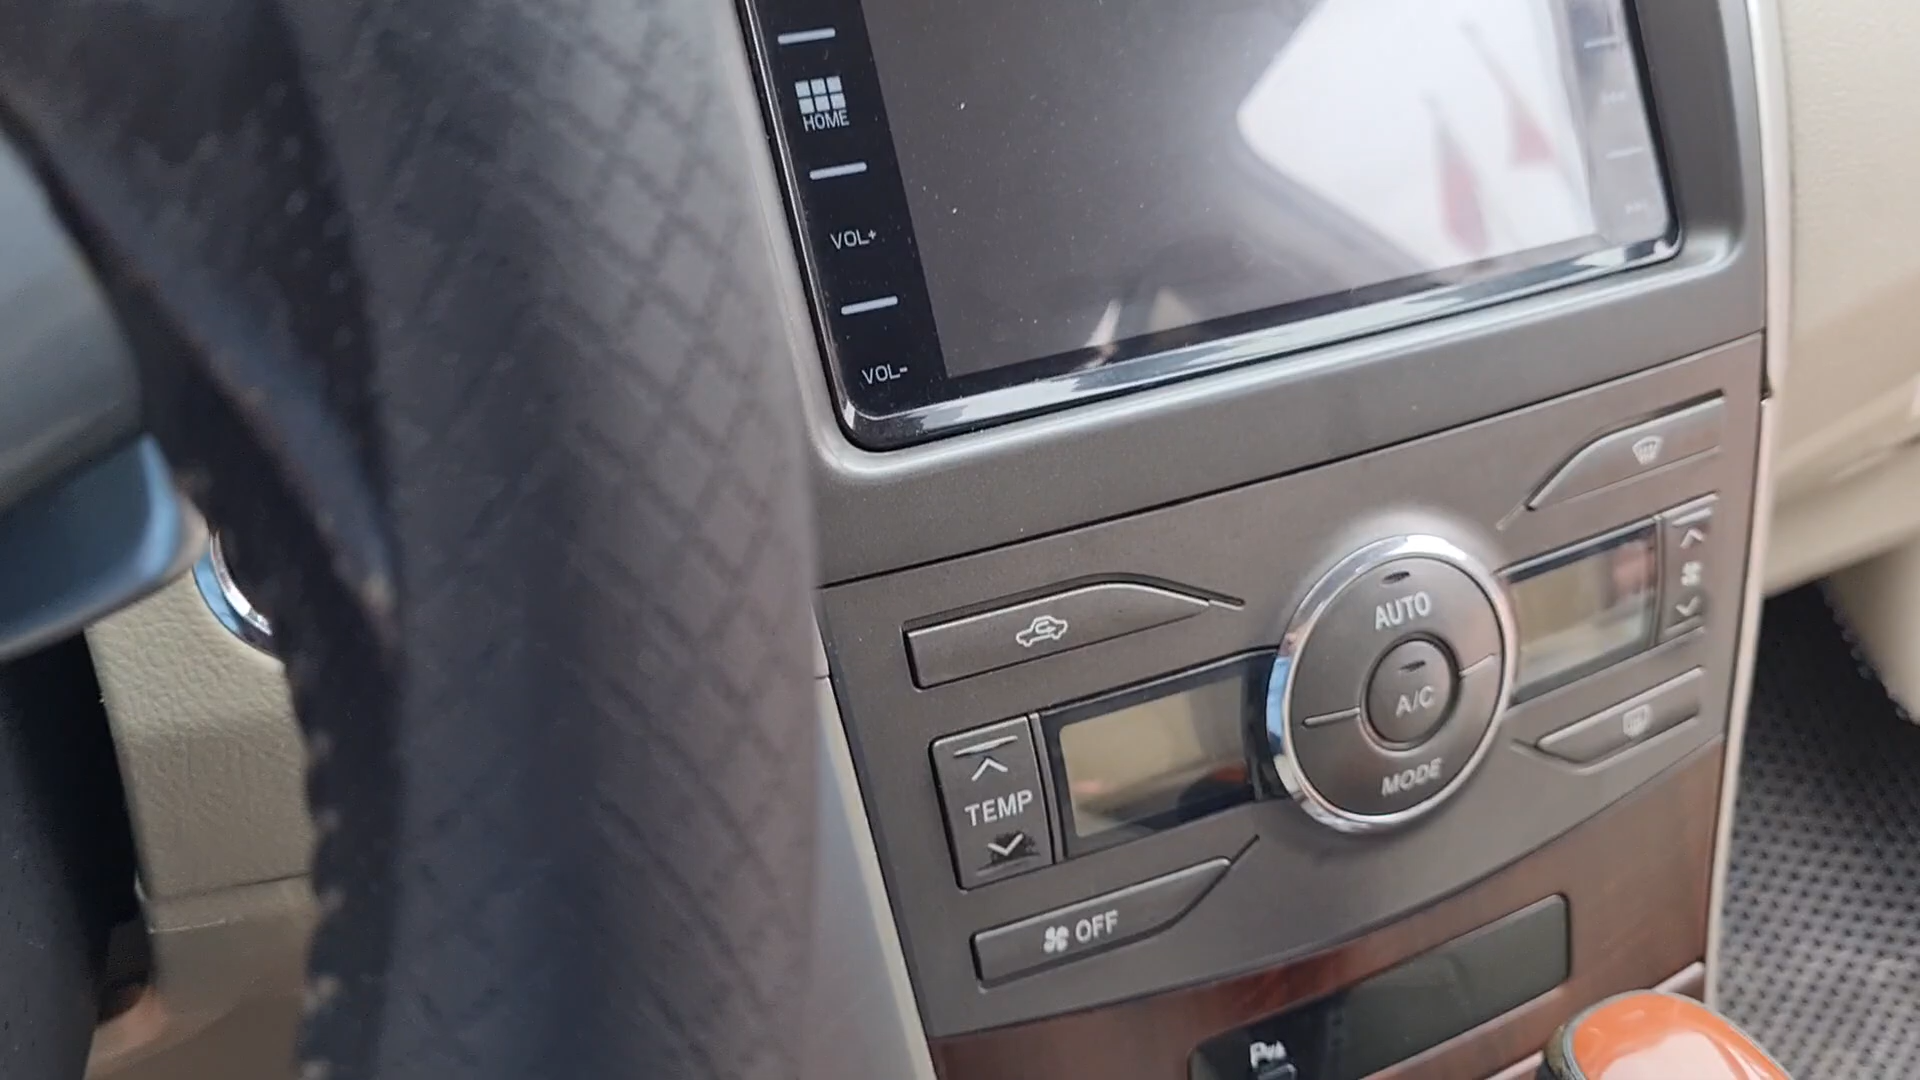 HOME
VOL+
VOL-
AUTO
A/C
MODE
TEMP
OFF